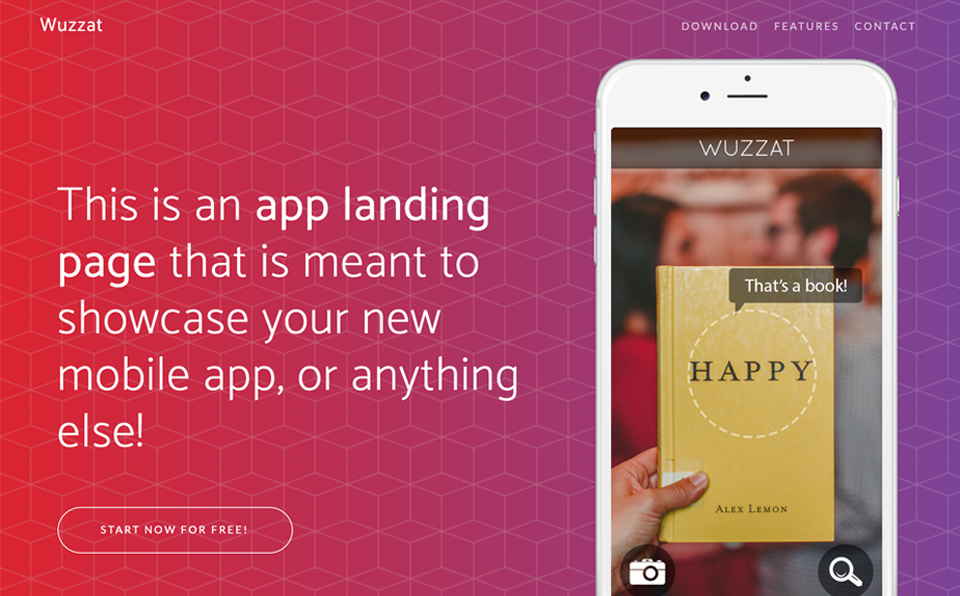 Wuzzat
DOWNLOAD FEATURES CONTACT
WUZZAT
This is an app landing
page that is meant to
showcase your new
mobile app, or anything
else!
START NOW FOR FREE!
That's a book!
HAPPY
ALEX LEMON